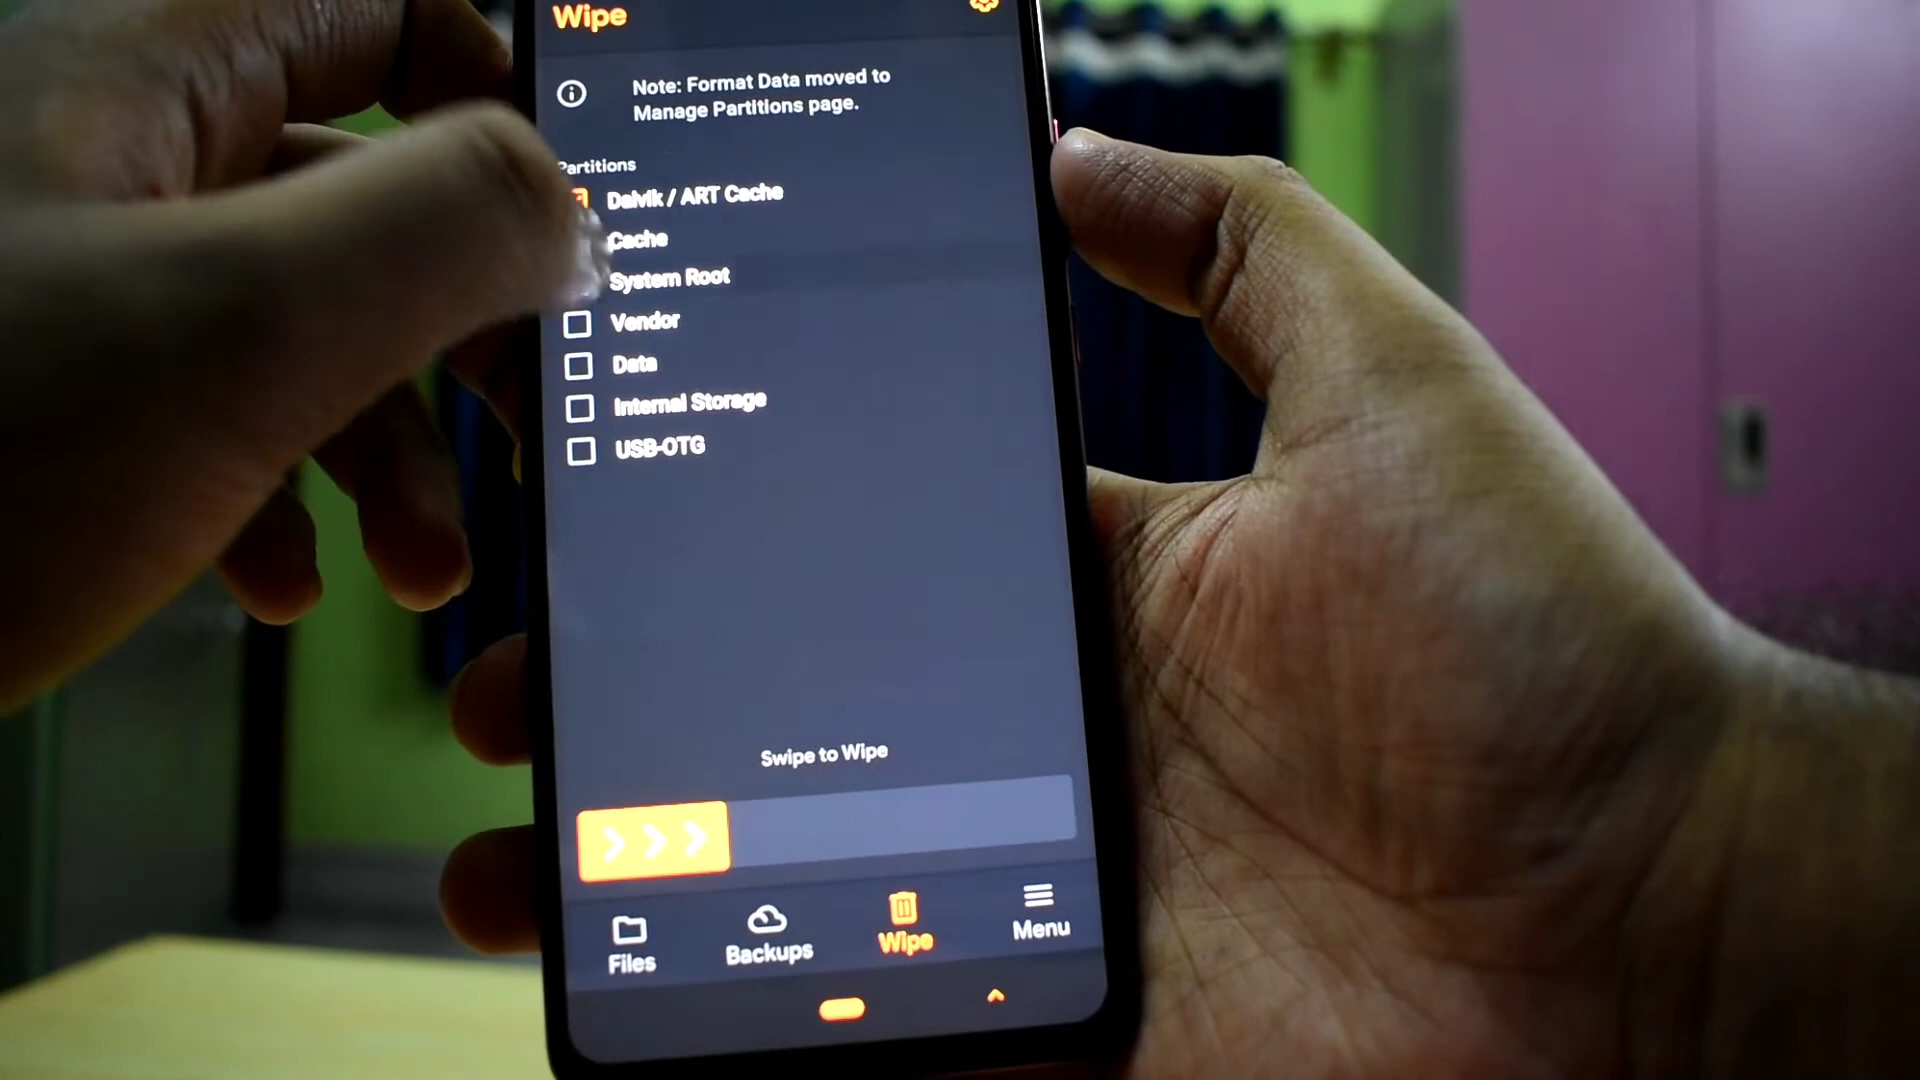 Wipe
Note: Format Data moved to
Manage Partitions page.
Partitions
Dalvik / ART Cache
Cache
System Root
Vendor
Data
Internal Storage
USB-OTG
Swipe to Wipe
Files
Backups
Wipe
Menu